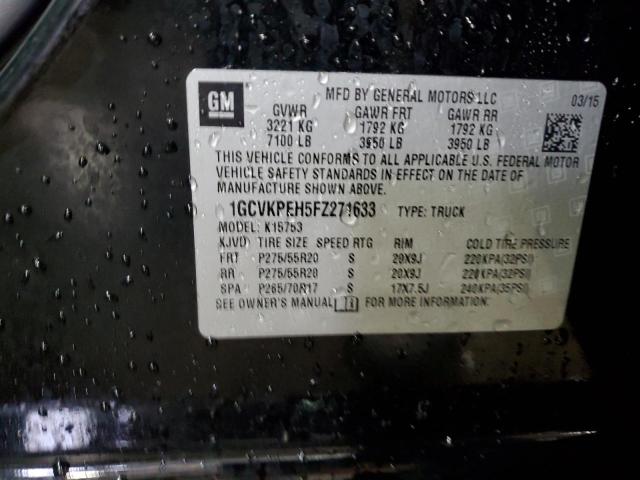 GM
MFD BY GENERAL MOTORS LLC 03/15
GVWR GAWR FRT GAWR RR
3221 KG 1792 KG 1792 KG
7100 LB 3950 LB 3950 LB
THIS VEHICLE CONFORMS TO ALL APPLICABLE U.S. FEDERAL MOTOR
VEHICLE SAFETY STANDARDS IN EFFECT ON THE DATE OF
MANUFACTURE SHOWN ABOVE.
1GCVKPEH5FZ271633 TYPE: TRUCK
MODEL: K15753
KJVD TIRE SIZE SPEED RTG RIM COLD TIRE PRESSURE
FRT P275/55R20 S 20X9J 220KPA(32PSI)
RR P275/55R20 S 20X9J 220KPA(32PSI)
SPA P265/70R17 S 17X7.5J 240KPA(35PSI)
SEE OWNER'S MANUAL FOR MORE INFORMATION.